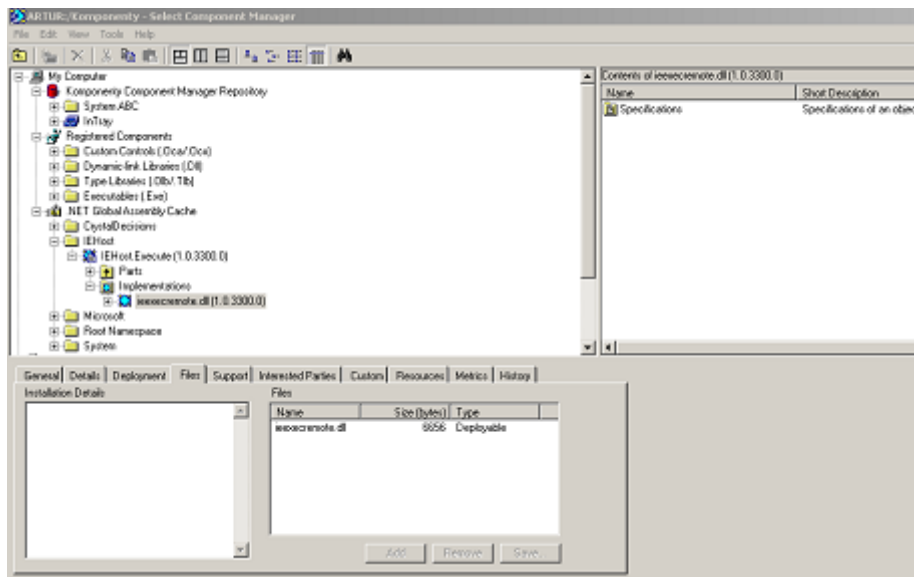 ARTUR:/Komponenty - Select Component Manager
File Edit View Tools Help
My Computer
Komponenty Component Manager Repository
System ABC
InTray
Registered Components
Custom Controls (.Oca/.Ocx)
Dynamic-link Libraries (.Dll)
Type Libraries (.Olb/.Tlb)
Executables (.Exe)
.NET Global Assembly Cache
CrystalDecisions
IEHost
IEHost.Execute (1.0.3300.0)
Parts
Implementations
ieexecremote.dll (1.0.3300.0)
Microsoft
Root Namespace
System
Contents of ieexecremote.dll (1.0.3300.0)
Name Short Description
Specifications Specifications of an objec
General Details Deployment Files Support Interested Parties Custom Resources Metrics History
Installation Details
Files
Name Size (bytes) Type
ieexecremote.dll 6656 Deployable
Add Remove Save...